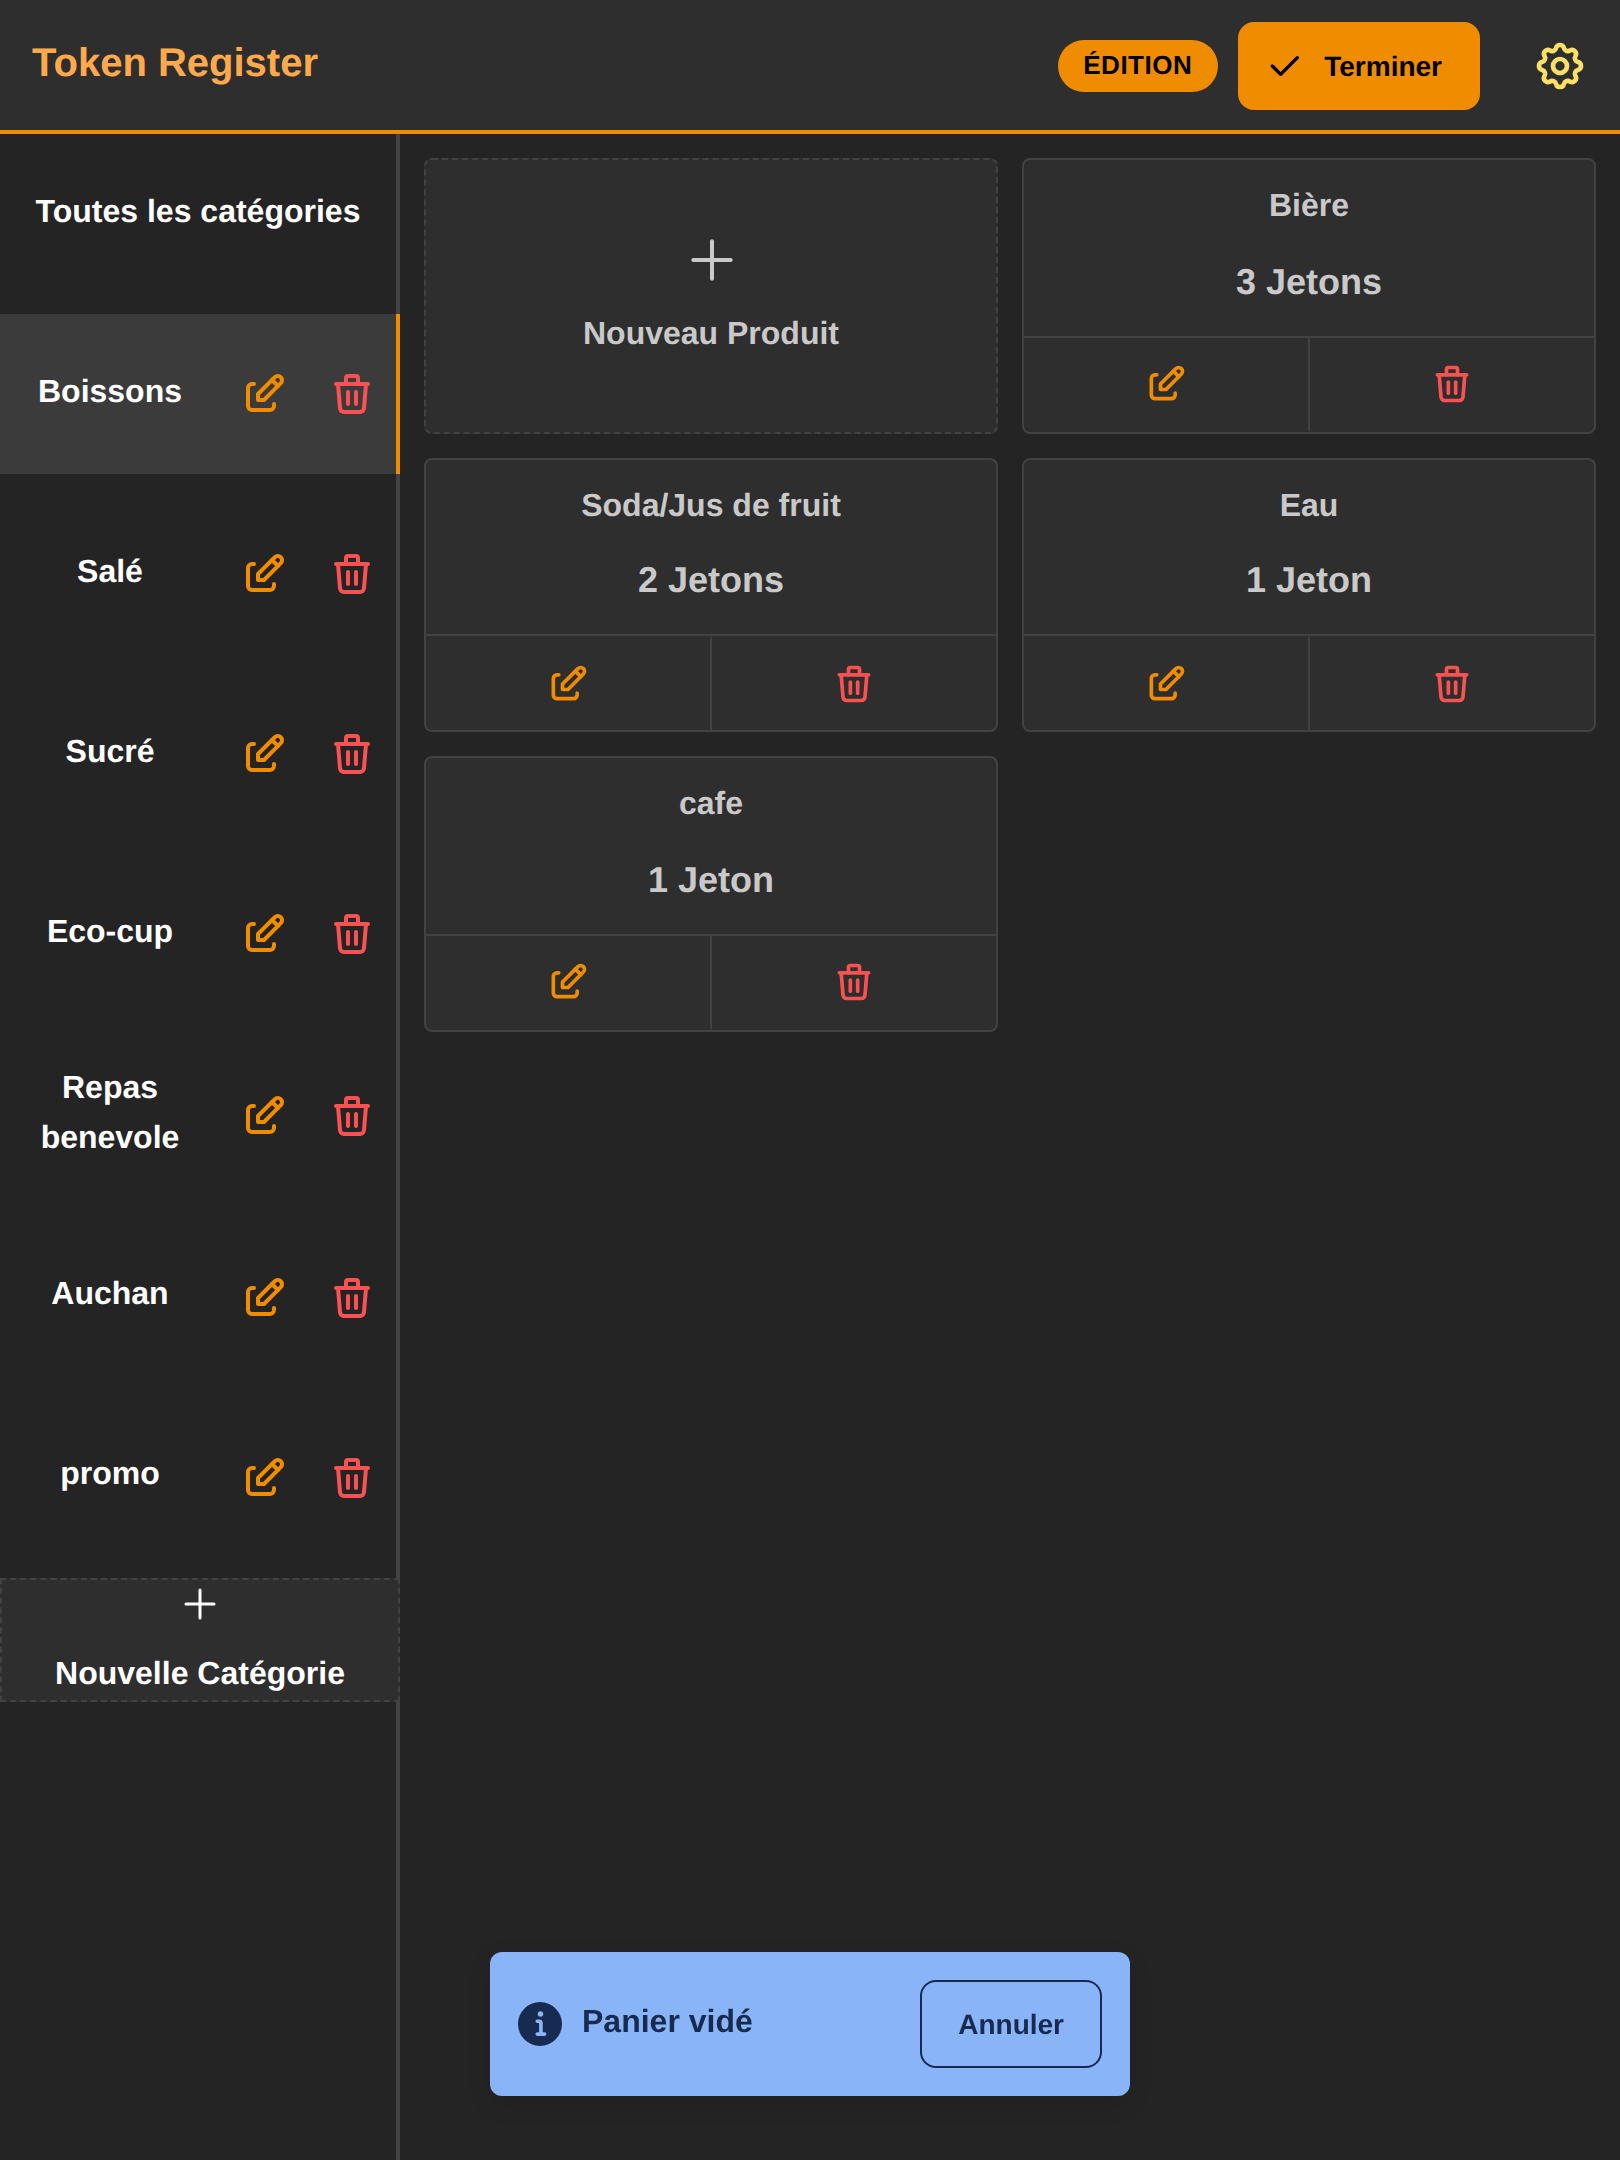 Token Register
ÉDITION
Terminer
Toutes les catégories
Boissons
Salé
Sucré
Eco-cup
Repas
benevole
Auchan
promo
Nouvelle Catégorie
Nouveau Produit
Bière
3 Jetons
Soda/Jus de fruit
2 Jetons
Eau
1 Jeton
cafe
1 Jeton
Panier vidé
Annuler